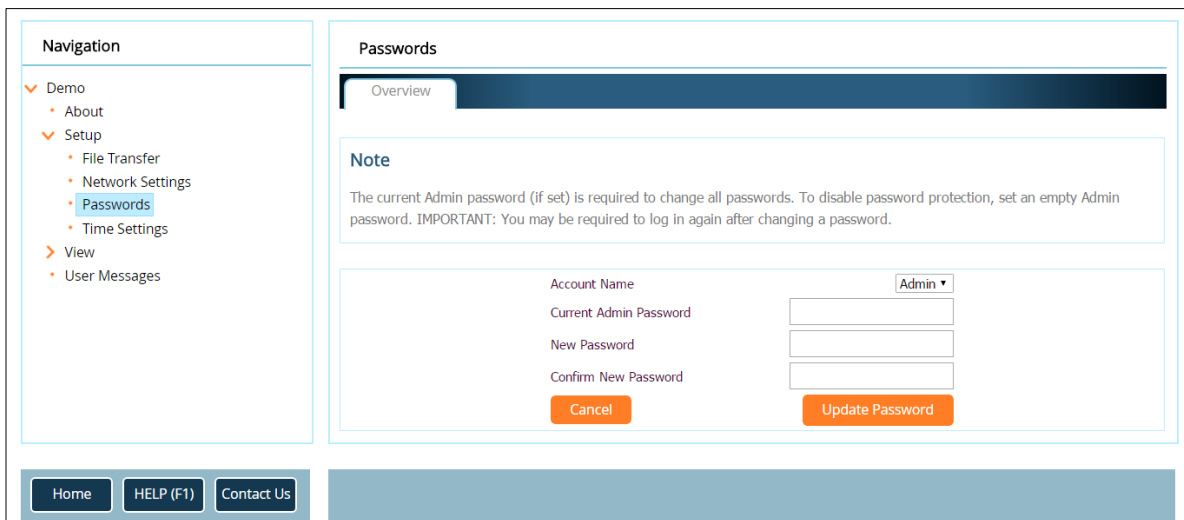 Navigation
Demo
About
Setup
File Transfer
Network Settings
Passwords
Time Settings
View
User Messages
Passwords
Overview
Note
The current Admin password (if set) is required to change all passwords. To disable password protection, set an empty Admin
password. IMPORTANT: You may be required to log in again after changing a password.
Account Name Admin
Current Admin Password
New Password
Confirm New Password
Cancel Update Password
Home HELP (F1) Contact Us